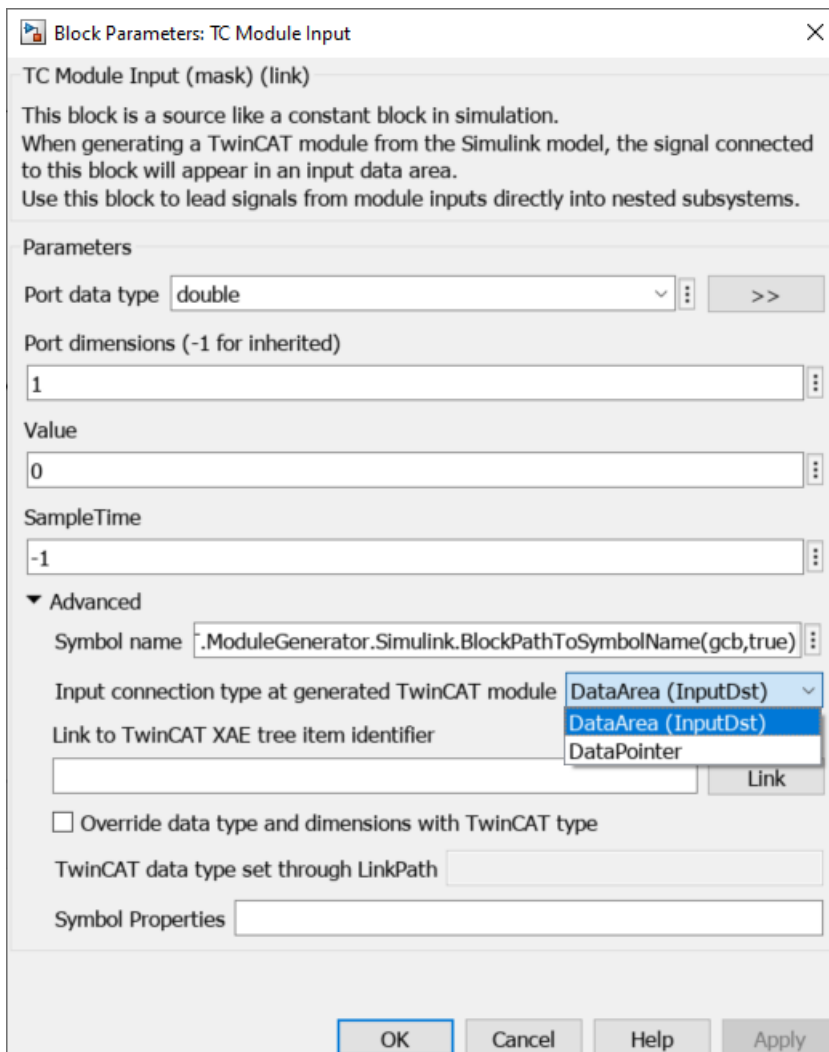 Block Parameters: TC Module Input
TC Module Input (mask) (link)
This block is a source like a constant block in simulation.
When generating a TwinCAT module from the Simulink model, the signal connected
to this block will appear in an input data area.
Use this block to lead signals from module inputs directly into nested subsystems.
Parameters
Port data type double >>
Port dimensions (-1 for inherited)
1
Value
0
SampleTime
-1
Advanced
Symbol name .ModuleGenerator.Simulink.BlockPathToSymbolName(gcb,true)
Input connection type at generated TwinCAT module DataArea (InputDst)
DataArea (InputDst)
DataPointer
Link to TwinCAT XAE tree item identifier
Link
Override data type and dimensions with TwinCAT type
TwinCAT data type set through LinkPath
Symbol Properties
OK Cancel Help Apply